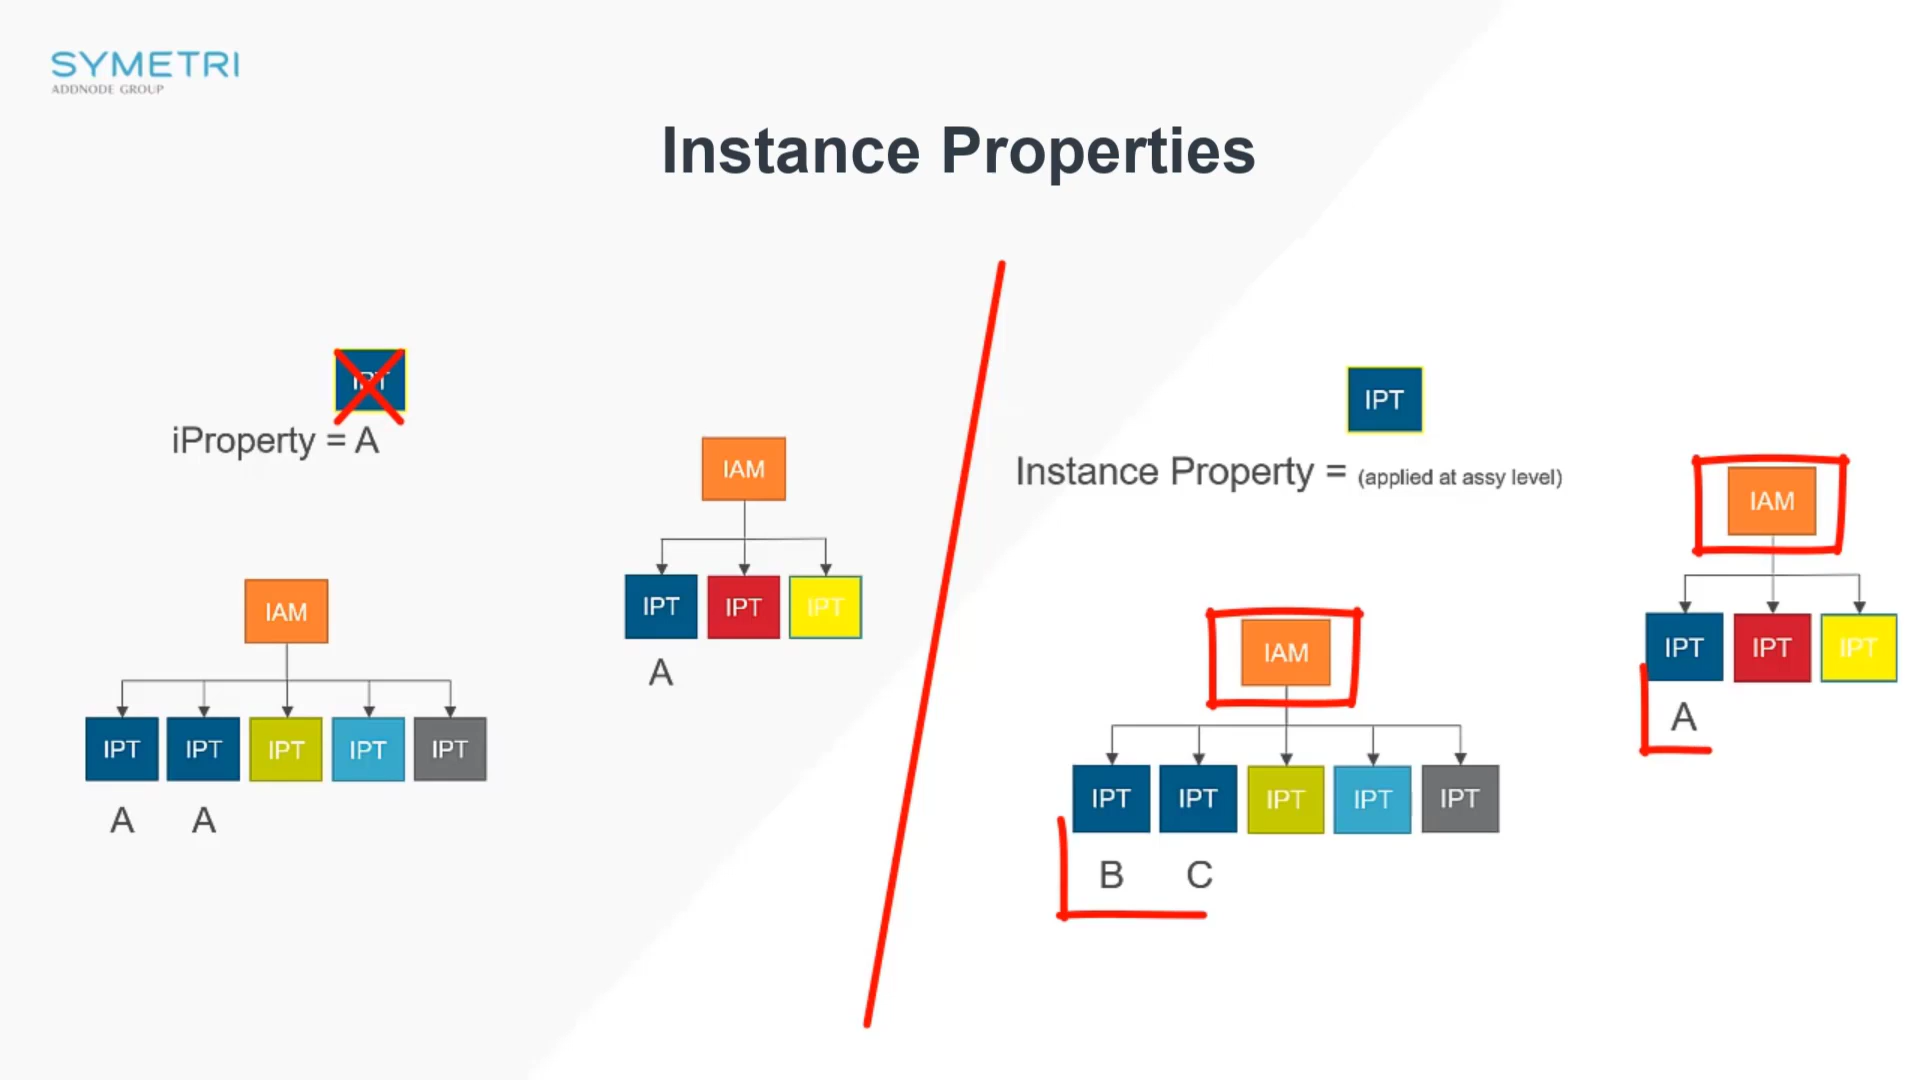 SYMETRI
ADDNODE GROUP
Instance Properties
IPT
iProperty = A
IAM
IPT IPT IPT
A
IAM
IPT IPT IPT IPT IPT
A A
IPT
Instance Property = (applied at assy level)
IAM
IPT IPT IPT
A
IAM
IPT IPT IPT IPT IPT
B C